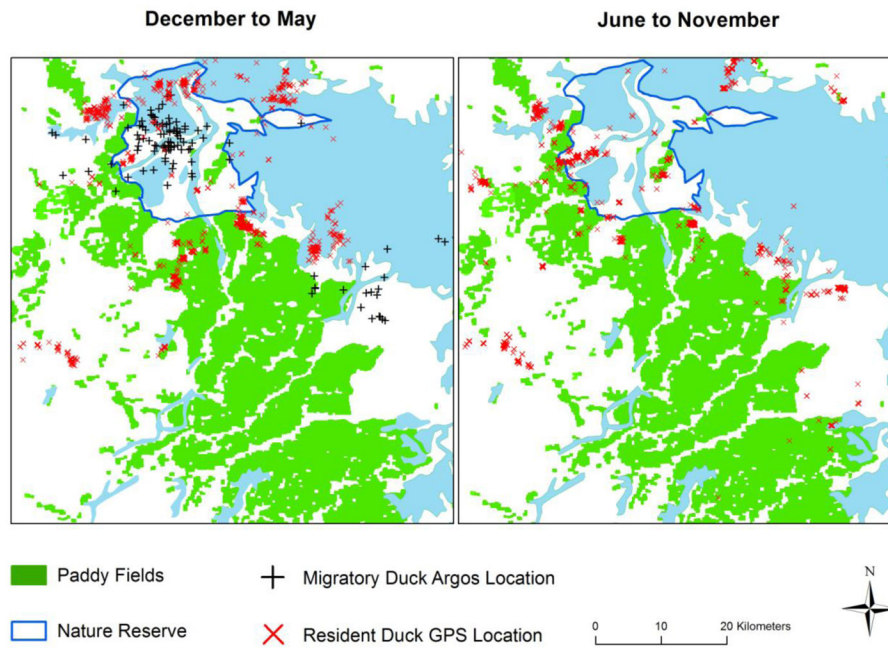 December to May
June to November
Paddy Fields
Migratory Duck Argos Location
N
Nature Reserve
Resident Duck GPS Location
0 10 20 Kilometers